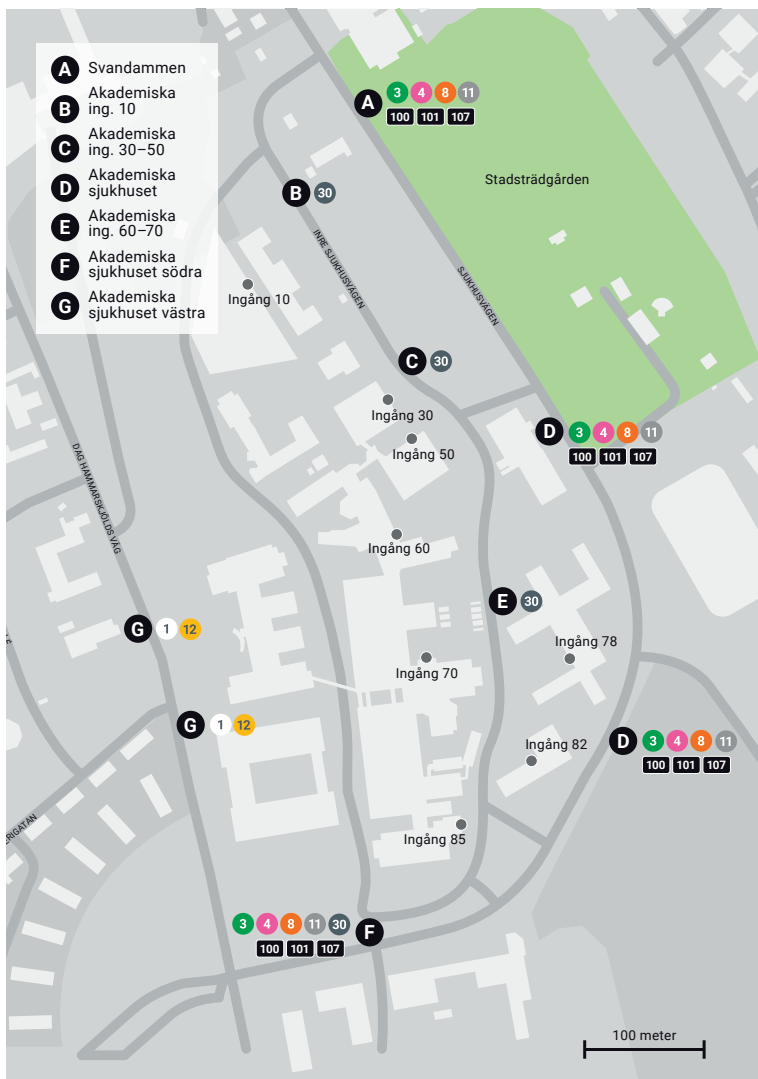 A Svandammen
B Akademiska
ing. 10
C Akademiska
ing. 30–50
D Akademiska
sjukhuset
E Akademiska
ing. 60–70
F Akademiska
sjukhuset södra
G Akademiska
sjukhuset västra
A 3 4 8 11
100 101 107
Stadsträdgården
B 30
INRE SJUKHUSVÄGEN
SJUKHUSVÄGEN
Ingång 10
C 30
Ingång 30
D 3 4 8 11
100 101 107
Ingång 50
DAG HAMMARSKJÖLDS VÄG
Ingång 60
E 30
G 1 12
Ingång 78
Ingång 70
G 1 12
Ingång 82
D 3 4 8 11
100 101 107
ERIGATAN
Ingång 85
3 4 8 11 30 F
100 101 107
100 meter